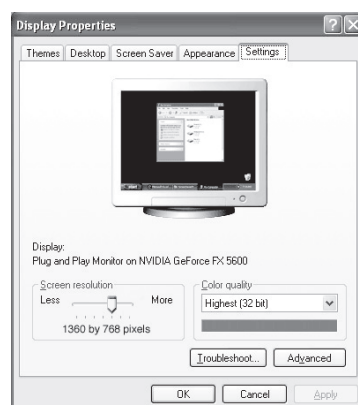 Display Properties
Themes Desktop Screen Saver Appearance Settings
Display:
Plug and Play Monitor on NVIDIA GeForce FX 5600
Screen resolution
Less More
1360 by 768 pixels
Color quality
Highest (32 bit)
Troubleshoot... Advanced
OK Cancel Apply